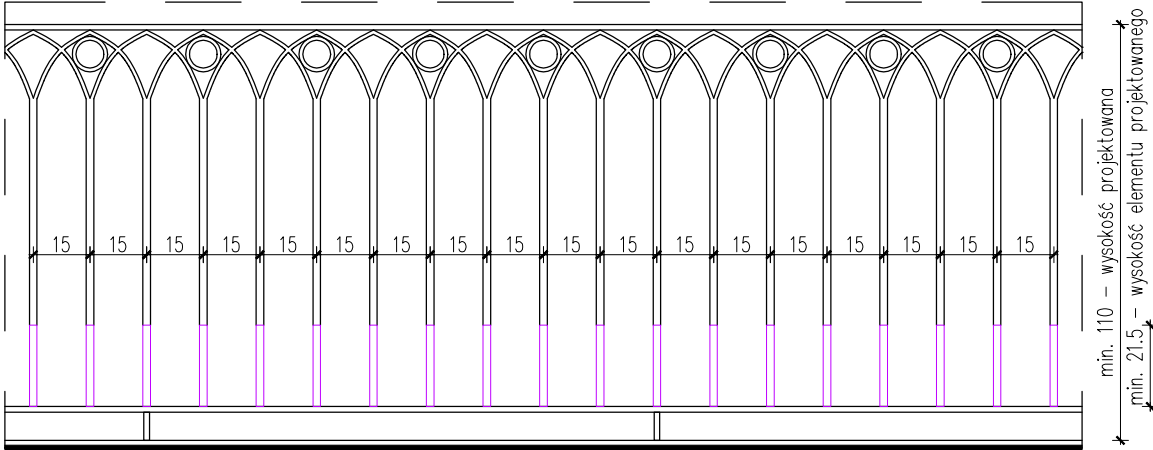 15 15 15 15 15 15 15 15 15 15 15 15 15 15 15 15 15 15
min. 110 – wysokość projektowana
min. 21.5 – wysokość elementu projektowanego